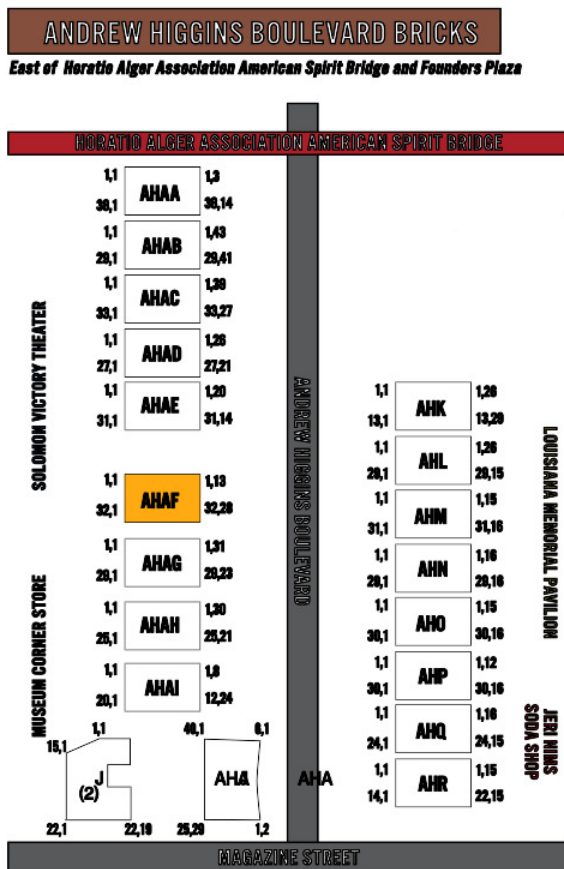 ANDREW HIGGINS BOULEVARD BRICKS
East of Horatio Alger Association American Spirit Bridge and Founders Plaza
HORATIO ALGER ASSOCIATION AMERICAN SPIRIT BRIDGE
1,1 AHAA 1,3
38,1 38,14
1,1 AHAB 1,43
29,1 29,41
1,1 AHAC 1,39
33,1 33,27
1,1 AHAD 1,26
27,1 27,21
1,1 AHAE 1,20
31,1 31,14
SOLOMON VICTORY THEATER
1,1 AHAF 1,13
32,1 32,28
1,1 AHAG 1,31
29,1 29,23
1,1 AHAH 1,30
25,1 25,21
1,1 AHAI 1,8
20,1 12,24
MUSEUM CORNER STORE
1,1
15,1
J
(2)
22,1 22,19
40,1 6,1
25,29 1,2
AHA
ANDREW HIGGINS BOULEVARD
1,1 AHK 1,26
13,1 13,29
1,1 AHL 1,26
29,1 29,15
1,1 AHM 1,15
31,1 31,16
1,1 AHN 1,16
29,1 29,16
1,1 AHO 1,15
30,1 30,16
1,1 AHP 1,12
30,1 30,16
1,1 AHQ 1,16
24,1 24,15
1,1 AHR 1,15
14,1 22,15
LOUISIANA MEMORIAL PAVILION
JERI NIMS
SODA SHOP
MAGAZINE STREET